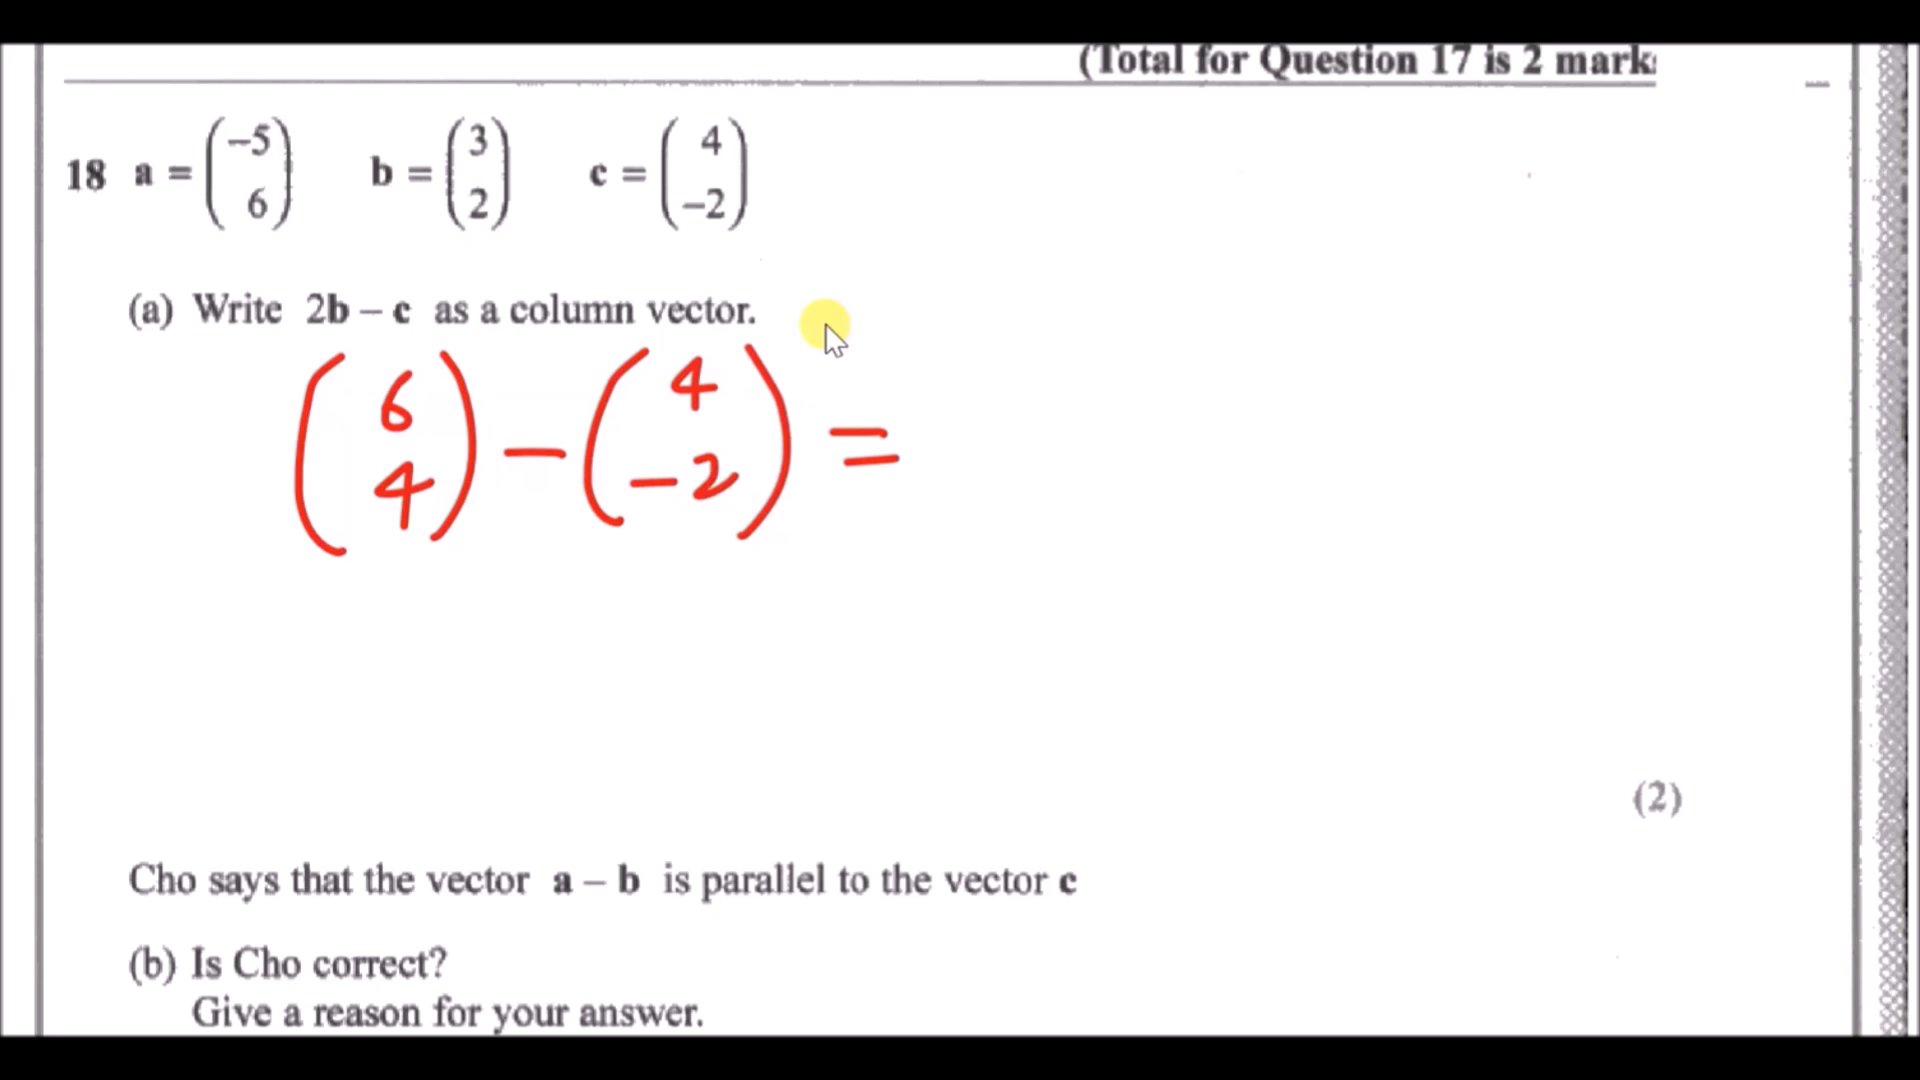 (Total for Question 17 is 2 mark
18 a = (−5 6) b = (3 2) c = (4 −2)
(a) Write 2b − c as a column vector.
(6 4) − (4 −2) =
(2)
Cho says that the vector a − b is parallel to the vector c
(b) Is Cho correct?
Give a reason for your answer.